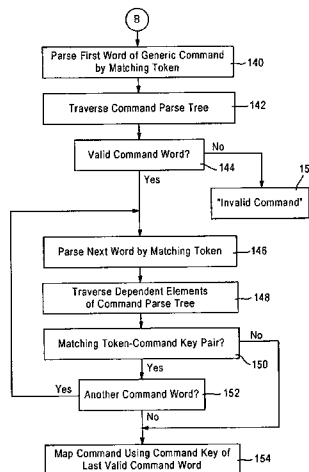 B
Parse First Word of Generic Command
by Matching Token
140
Traverse Command Parse Tree
142
Valid Command Word?
144
No
Yes
15
"Invalid Command"
Parse Next Word by Matching Token
146
Traverse Dependent Elements
of Command Parse Tree
148
Matching Token-Command Key Pair?
150
No
Yes
Another Command Word?
152
Yes
No
Map Command Using Command Key of
Last Valid Command Word
154